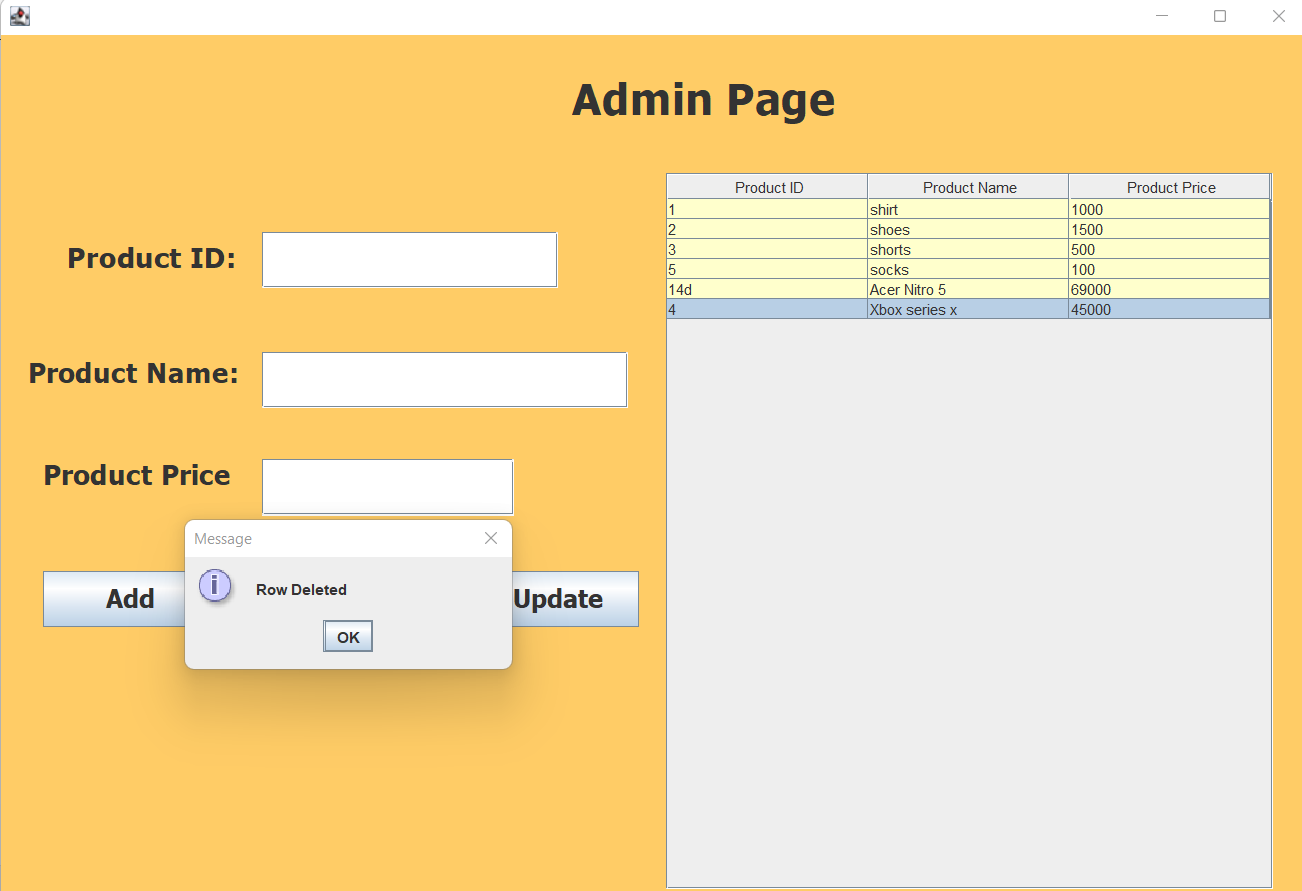 Admin Page
Product ID:
Product Name:
Product Price
Add
Update
Message
i
Row Deleted
OK
Product ID Product Name Product Price
1 shirt 1000
2 shoes 1500
3 shorts 500
5 socks 100
14d Acer Nitro 5 69000
4 Xbox series x 45000